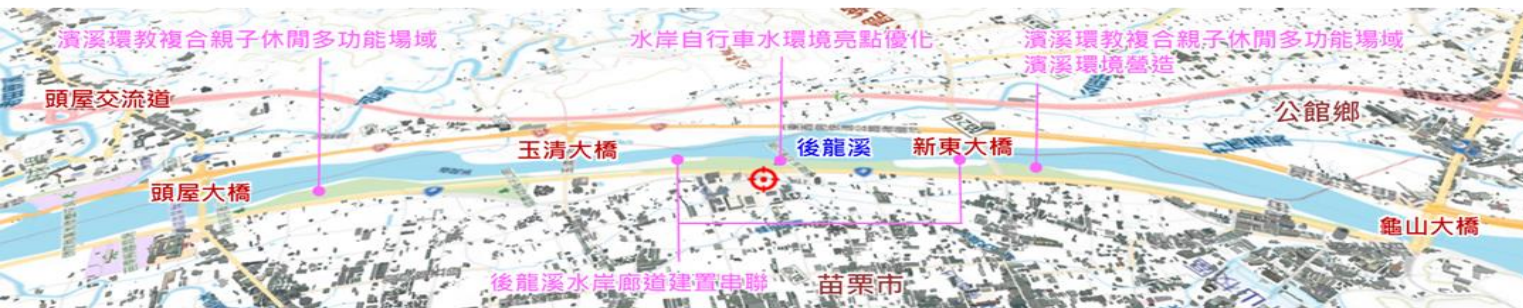 濱溪環教複合親子休閒多功能場域
水岸自行車水環境亮點優化
濱溪環教複合親子休閒多功能場域
濱溪環境營造
頭屋交流道
公館鄉
玉清大橋
後龍溪
新東大橋
頭屋大橋
龜山大橋
後龍溪水岸廊道建置串聯
苗栗市